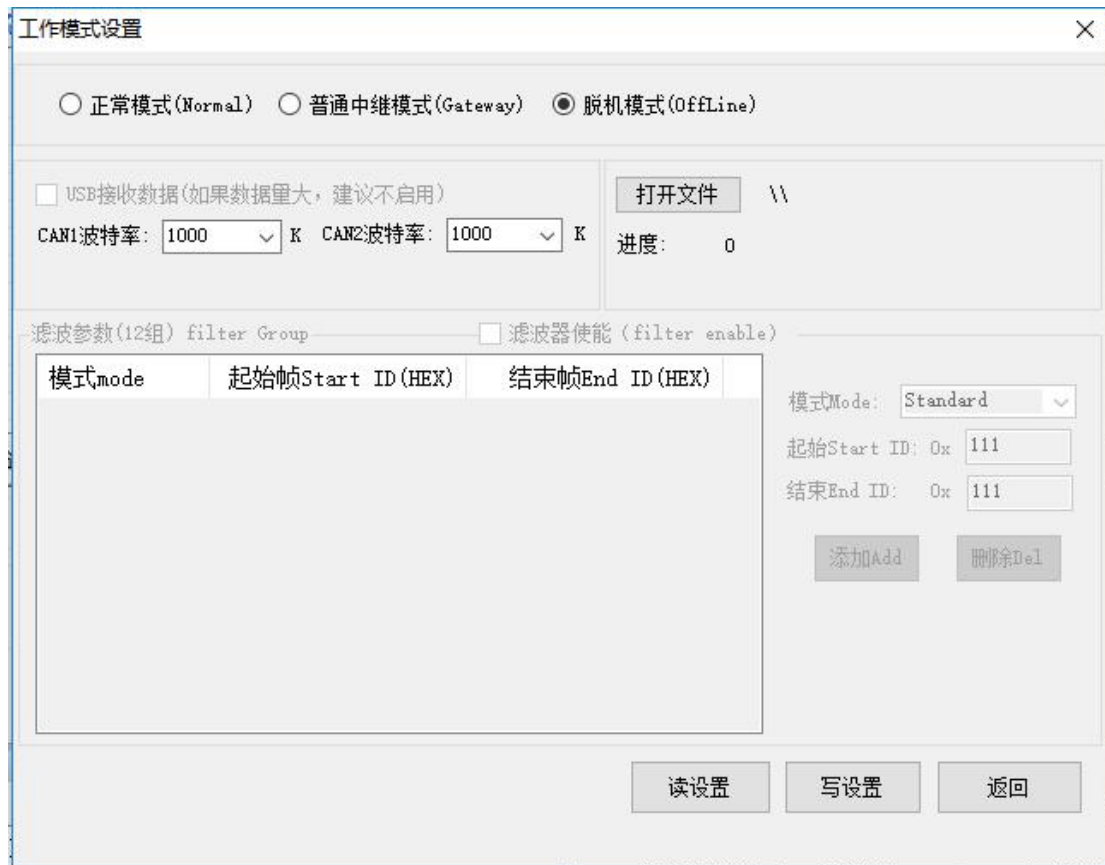 工作模式设置
正常模式(Normal) 普通中继模式(Gateway) 脱机模式(OffLine)
USB接收数据(如果数据量大，建议不启用)
CAN1波特率: 1000 K CAN2波特率: 1000 K
打开文件 \\
进度: 0
滤波参数(12组) filter Group 滤波器使能 (filter enable)
模式mode 起始帧Start ID(HEX) 结束帧End ID(HEX)
模式Mode: Standard
起始Start ID: 0x 111
结束End ID: 0x 111
添加Add 删除Del
读设置 写设置 返回